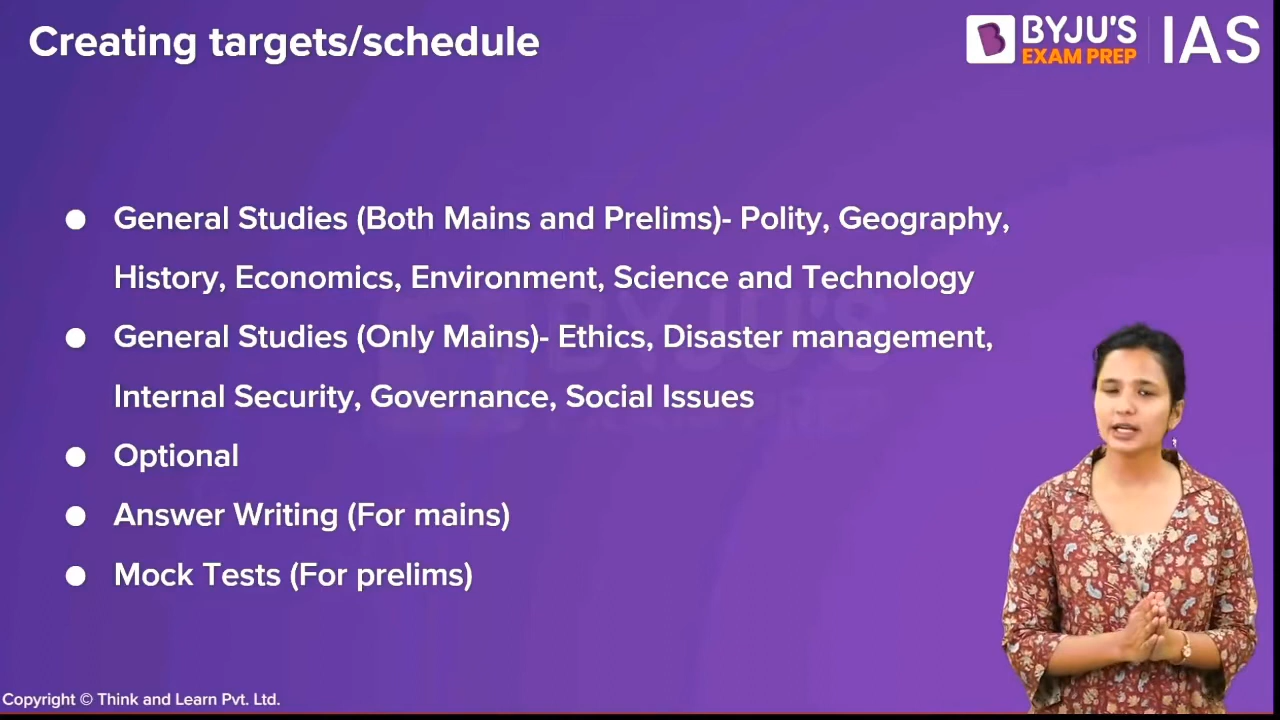 Creating targets/schedule
BYJU'S
EXAM PREP
IAS
● General Studies (Both Mains and Prelims)- Polity, Geography,
History, Economics, Environment, Science and Technology
● General Studies (Only Mains)- Ethics, Disaster management,
Internal Security, Governance, Social Issues
● Optional
● Answer Writing (For mains)
● Mock Tests (For prelims)
BYJU'S
Copyright © Think and Learn Pvt. Ltd.